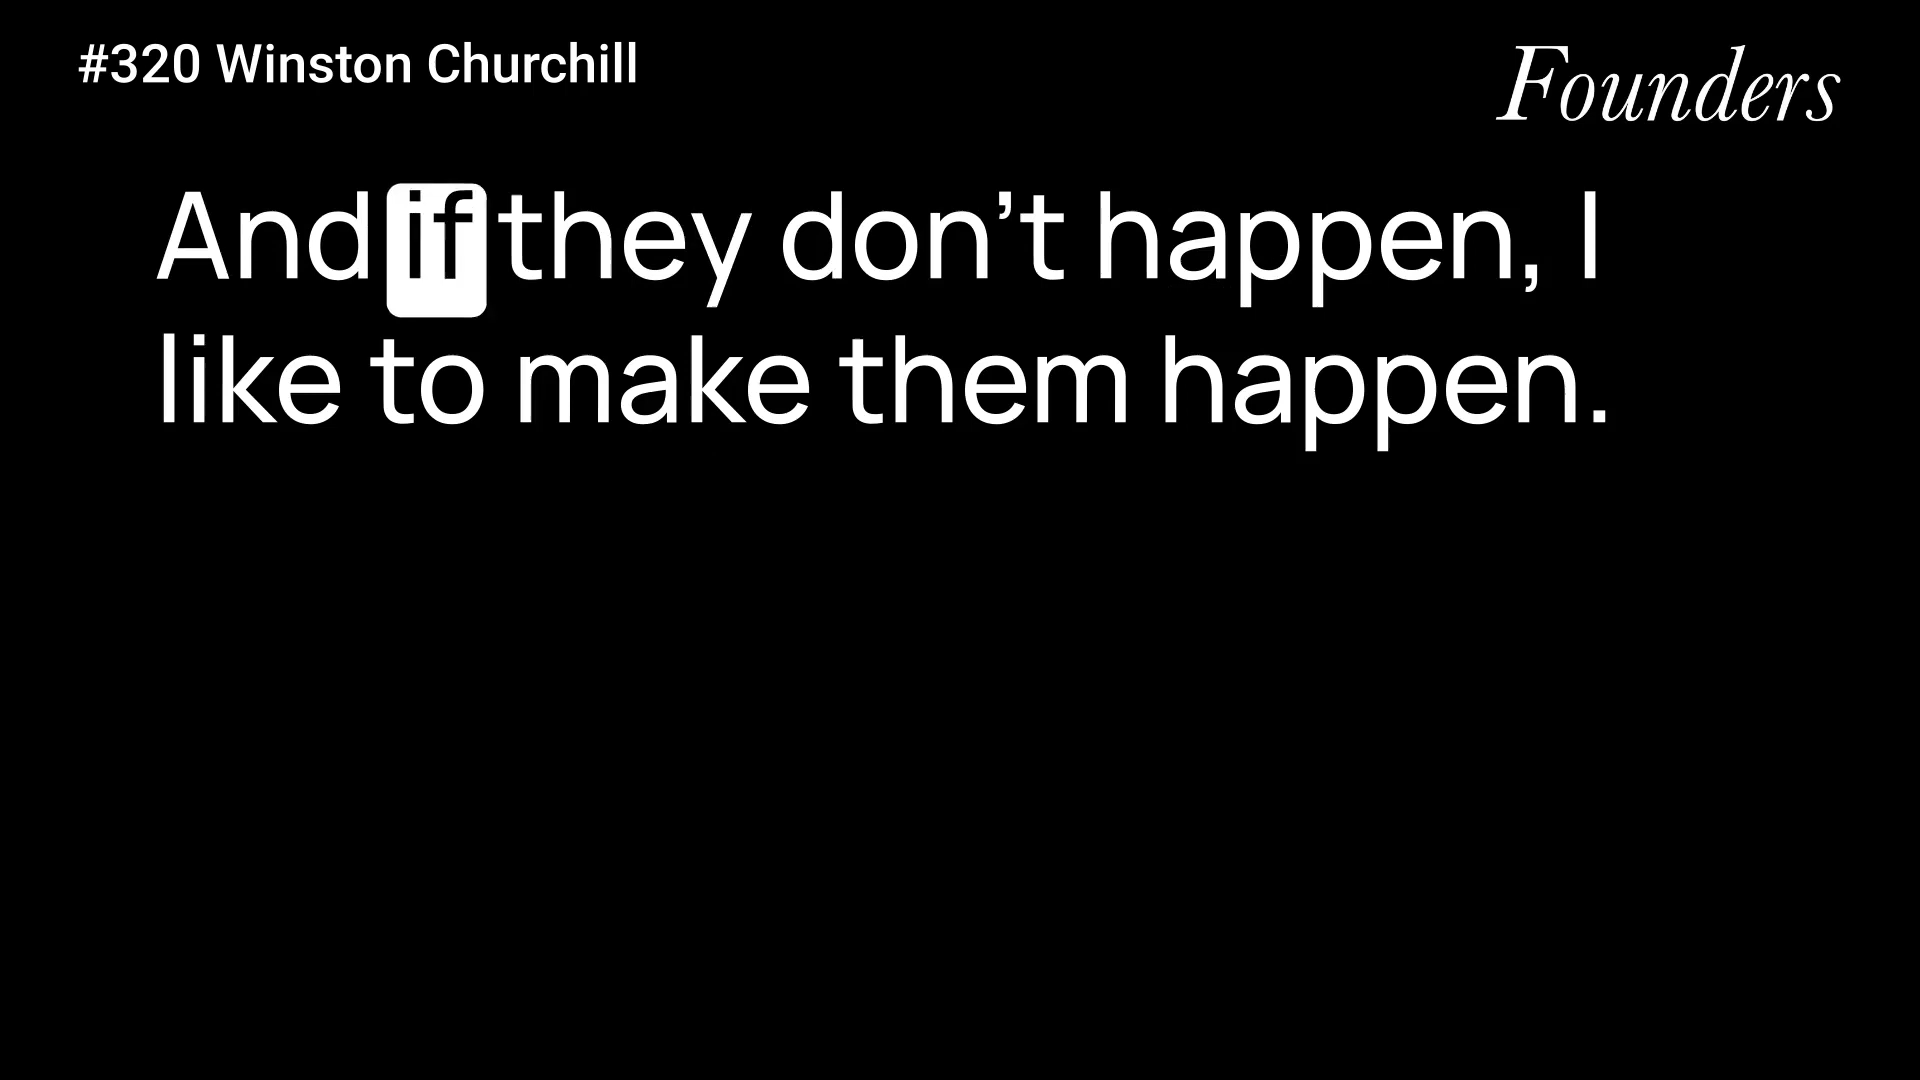 #320 Winston Churchill
Founders
And if they don’t happen, I
like to make them happen.